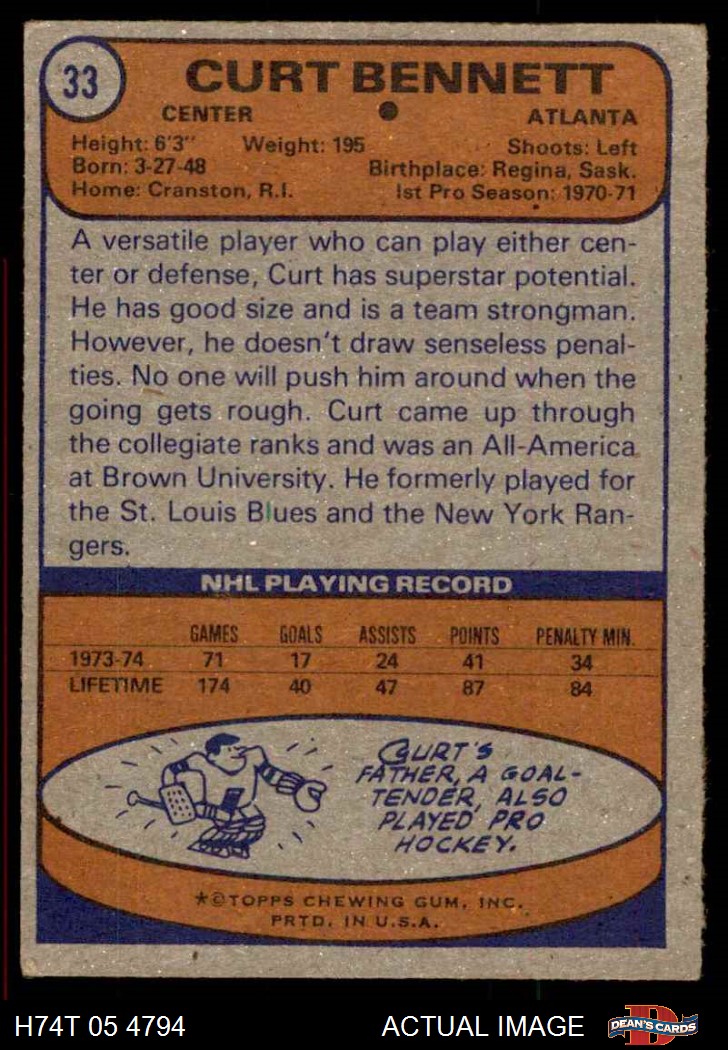 33
CURT BENNETT
CENTER ● ATLANTA
Height: 6'3" Weight: 195 Shoots: Left
Born: 3-27-48 Birthplace: Regina, Sask.
Home: Cranston, R.I. 1st Pro Season: 1970-71
A versatile player who can play either cen-
ter or defense, Curt has superstar potential.
He has good size and is a team strongman.
However, he doesn't draw senseless penal-
ties. No one will push him around when the
going gets rough. Curt came up through
the collegiate ranks and was an All-America
at Brown University. He formerly played for
the St. Louis Blues and the New York Ran-
gers.
NHL PLAYING RECORD
GAMES GOALS ASSISTS POINTS PENALTY MIN.
1973-74 71 17 24 41 34
LIFETIME 174 40 47 87 84
CURT'S
FATHER, A GOAL-
TENDER, ALSO
PLAYED PRO
HOCKEY.
*©TOPPS CHEWING GUM, INC.
PRTD. IN U.S.A.
H74T 05 4794 ACTUAL IMAGE
D
DEAN'S CARDS